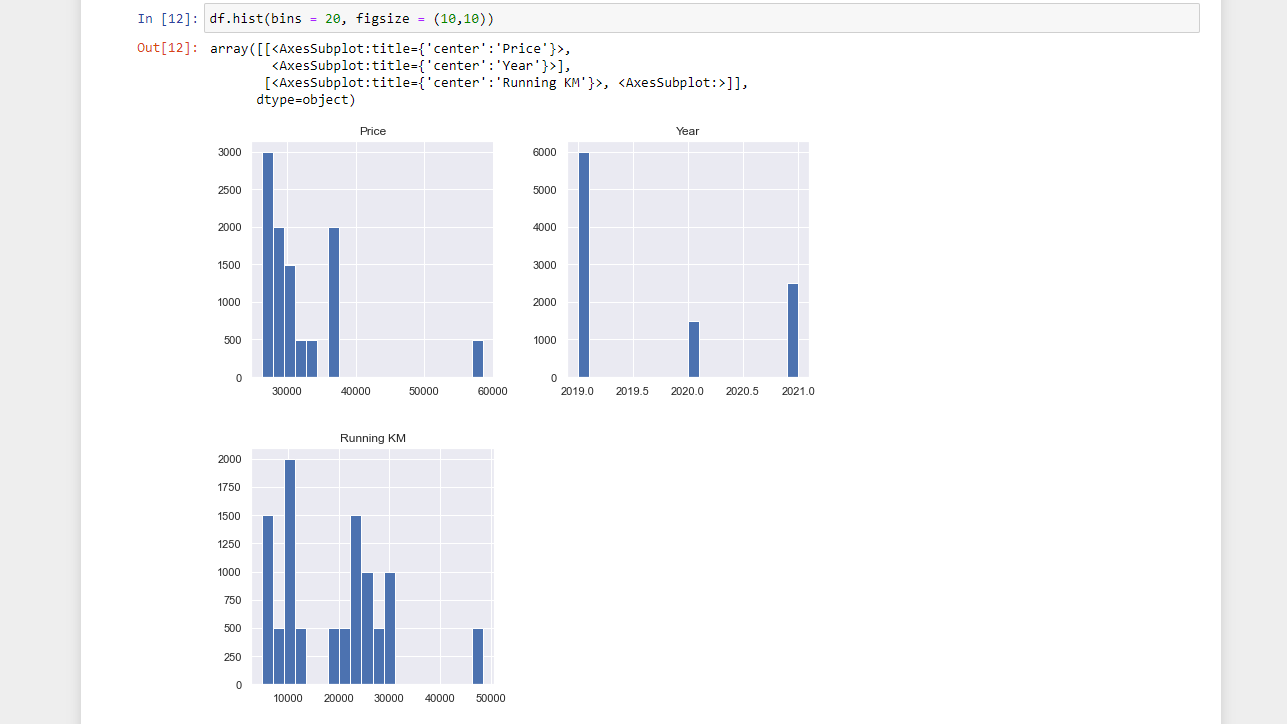 In [12]: df.hist(bins = 20, figsize = (10,10))
Out[12]: array([[<AxesSubplot:title={'center':'Price'}>,
<AxesSubplot:title={'center':'Year'}>],
[<AxesSubplot:title={'center':'Running KM'}>, <AxesSubplot:>]],
dtype=object)
Price
3000
2500
2000
1500
1000
500
0
30000 40000 50000 60000
Year
6000
5000
4000
3000
2000
1000
0
2019.0 2019.5 2020.0 2020.5 2021.0
Running KM
2000
1750
1500
1250
1000
750
500
250
0
10000 20000 30000 40000 50000